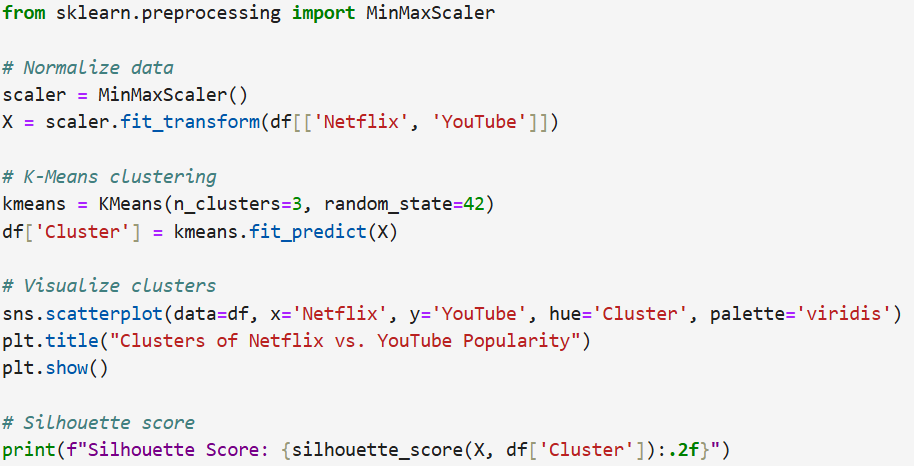 from sklearn.preprocessing import MinMaxScaler
# Normalize data
scaler = MinMaxScaler()
X = scaler.fit_transform(df[['Netflix', 'YouTube']])
# K-Means clustering
kmeans = KMeans(n_clusters=3, random_state=42)
df['Cluster'] = kmeans.fit_predict(X)
# Visualize clusters
sns.scatterplot(data=df, x='Netflix', y='YouTube', hue='Cluster', palette='viridis')
plt.title("Clusters of Netflix vs. YouTube Popularity")
plt.show()
# Silhouette score
print(f"Silhouette Score: {silhouette_score(X, df['Cluster']):.2f}")